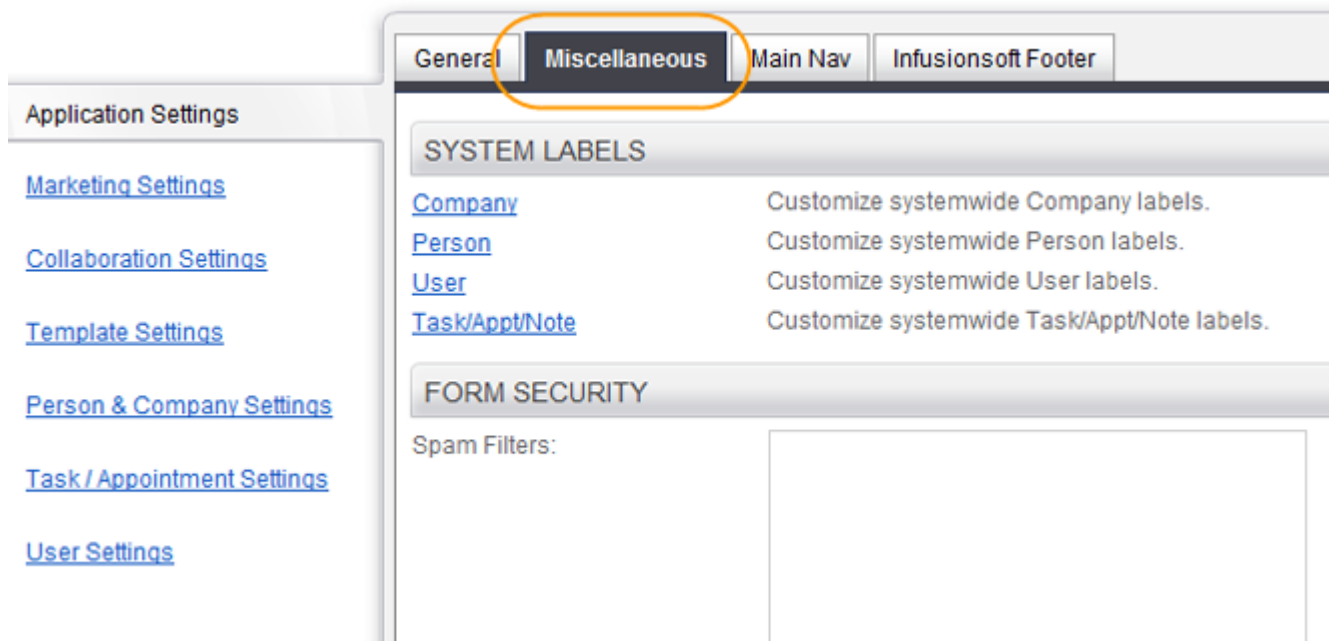 General Miscellaneous Main Nav Infusionsoft Footer
Application Settings
Marketing Settings
Collaboration Settings
Template Settings
Person & Company Settings
Task / Appointment Settings
User Settings
SYSTEM LABELS
Company Customize systemwide Company labels.
Person Customize systemwide Person labels.
User Customize systemwide User labels.
Task/Appt/Note Customize systemwide Task/Appt/Note labels.
FORM SECURITY
Spam Filters: